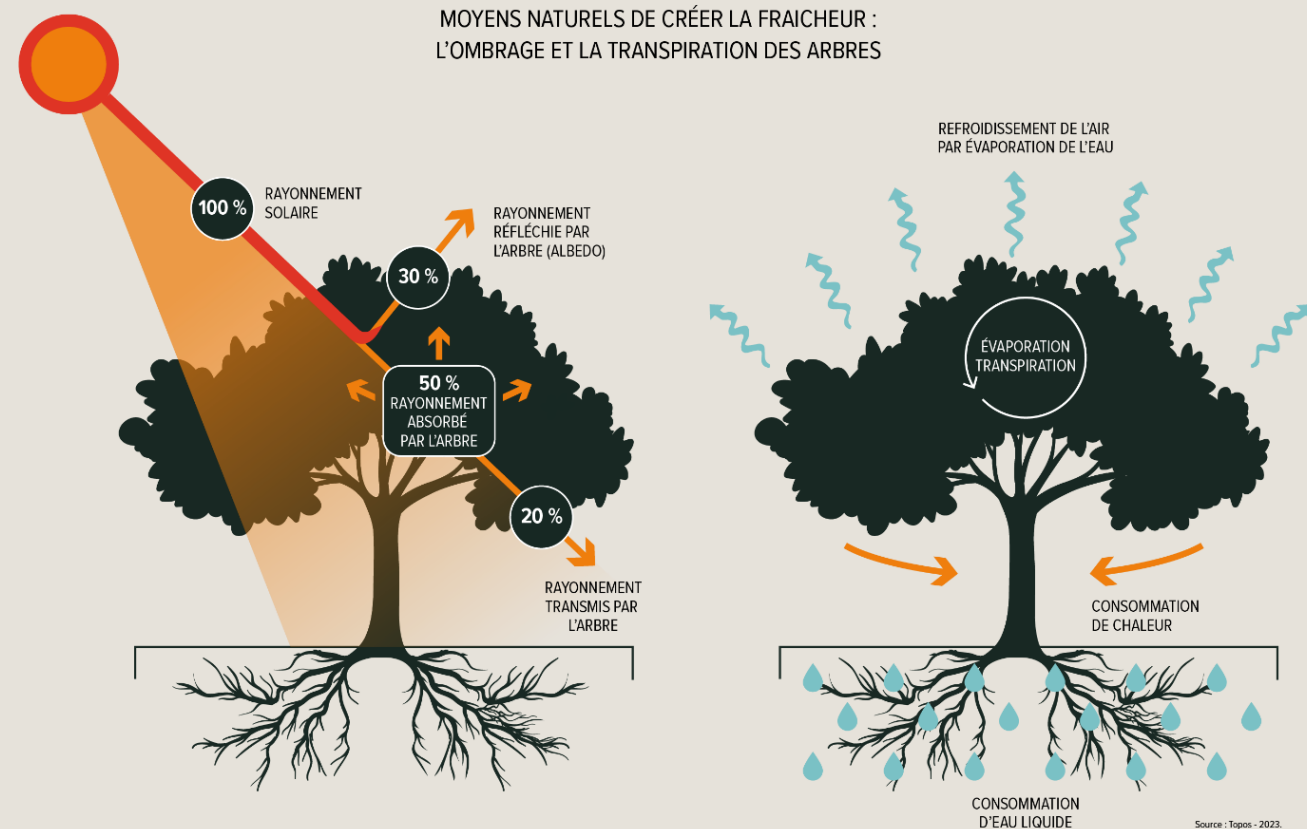 MOYENS NATURELS DE CRÉER LA FRAICHEUR :
L'OMBRAGE ET LA TRANSPIRATION DES ARBRES
100 %
RAYONNEMENT
SOLAIRE
RAYONNEMENT
RÉFLÉCHIE PAR
L'ARBRE (ALBEDO)
30 %
50 %
RAYONNEMENT
ABSORBÉ
PAR L'ARBRE
20 %
RAYONNEMENT
TRANSMIS PAR
L'ARBRE
REFROIDISSEMENT DE L'AIR
PAR ÉVAPORATION DE L'EAU
ÉVAPORATION
TRANSPIRATION
CONSOMMATION
DE CHALEUR
CONSOMMATION
D'EAU LIQUIDE
Source : Topos - 2023.